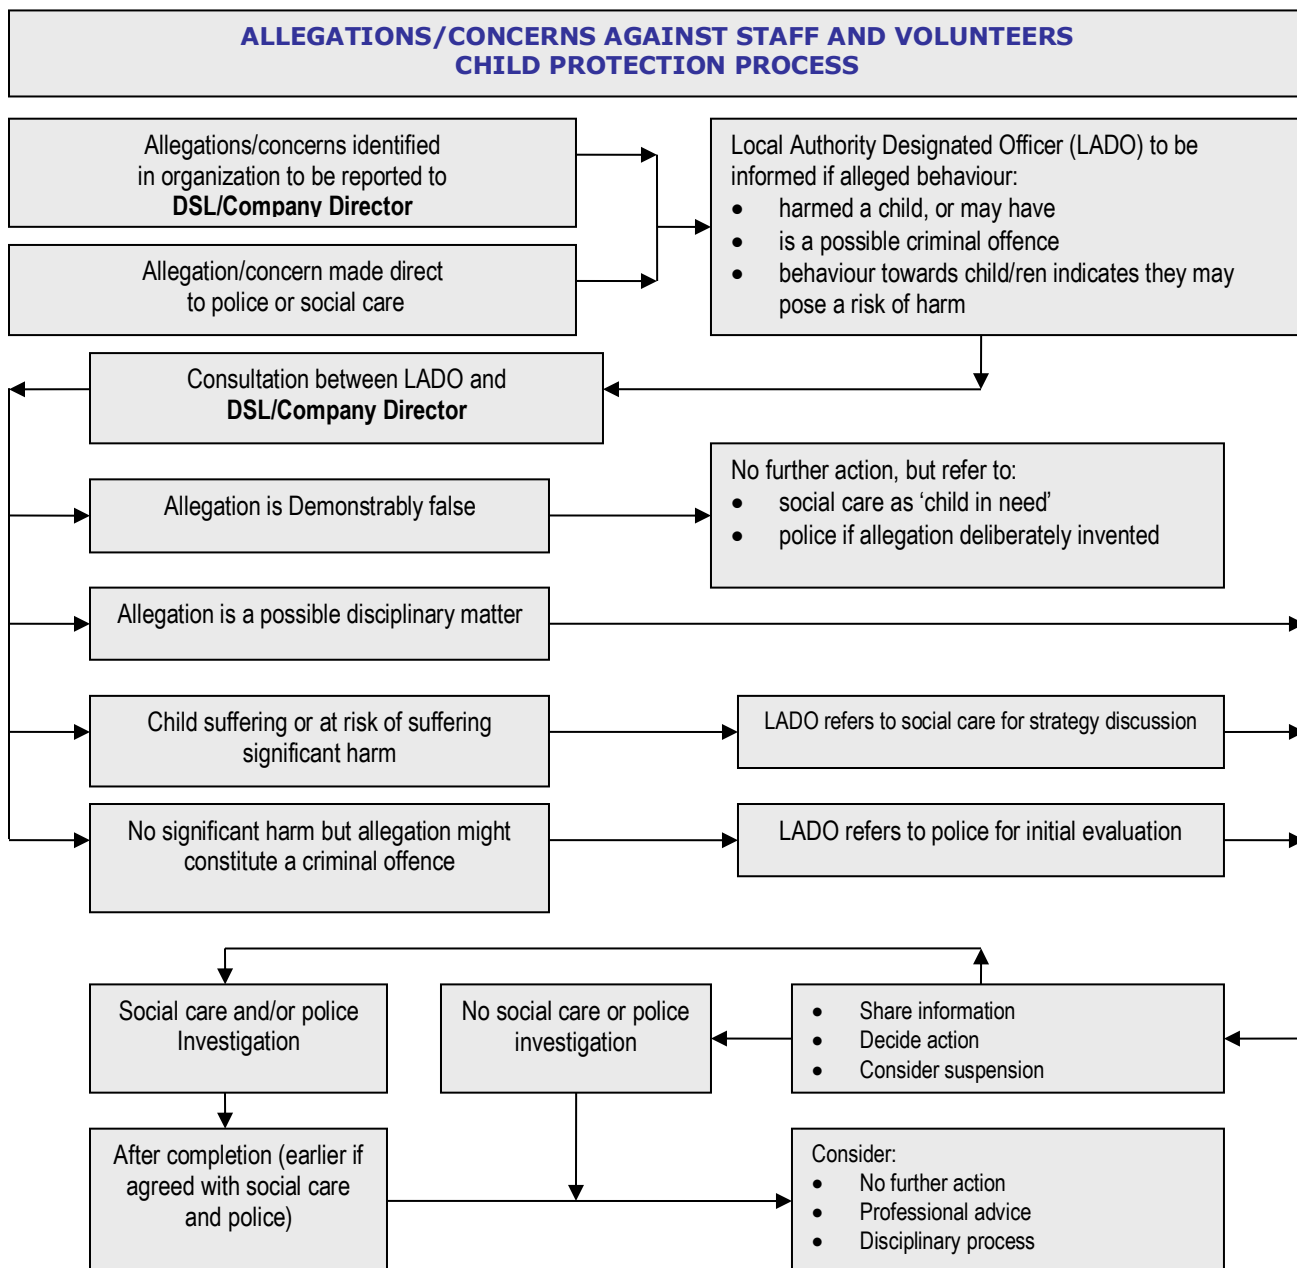 ALLEGATIONS/CONCERNS AGAINST STAFF AND VOLUNTEERS
CHILD PROTECTION PROCESS
Allegations/concerns identified
in organization to be reported to
DSL/Company Director
Allegation/concern made direct
to police or social care
Local Authority Designated Officer (LADO) to be
informed if alleged behaviour:
• harmed a child, or may have
• is a possible criminal offence
• behaviour towards child/ren indicates they may
pose a risk of harm
Consultation between LADO and
DSL/Company Director
Allegation is Demonstrably false
No further action, but refer to:
• social care as ‘child in need’
• police if allegation deliberately invented
Allegation is a possible disciplinary matter
Child suffering or at risk of suffering
significant harm
LADO refers to social care for strategy discussion
No significant harm but allegation might
constitute a criminal offence
LADO refers to police for initial evaluation
Social care and/or police
Investigation
No social care or police
investigation
• Share information
• Decide action
• Consider suspension
After completion (earlier if
agreed with social care
and police)
Consider:
• No further action
• Professional advice
• Disciplinary process